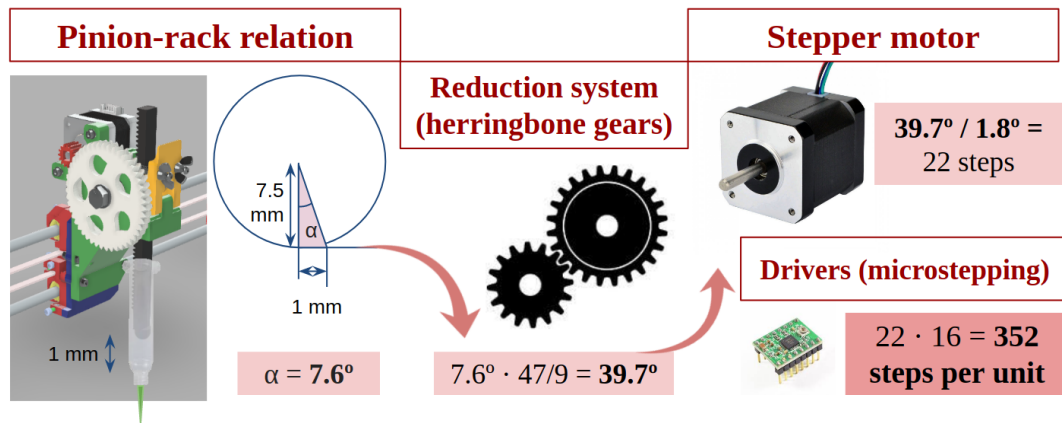 Pinion-rack relation
Stepper motor
Reduction system
(herringbone gears)
39.7º / 1.8º =
22 steps
7.5
mm
α
1 mm
1 mm
Drivers (microstepping)
α = 7.6º
7.6º · 47/9 = 39.7º
22 · 16 = 352
steps per unit